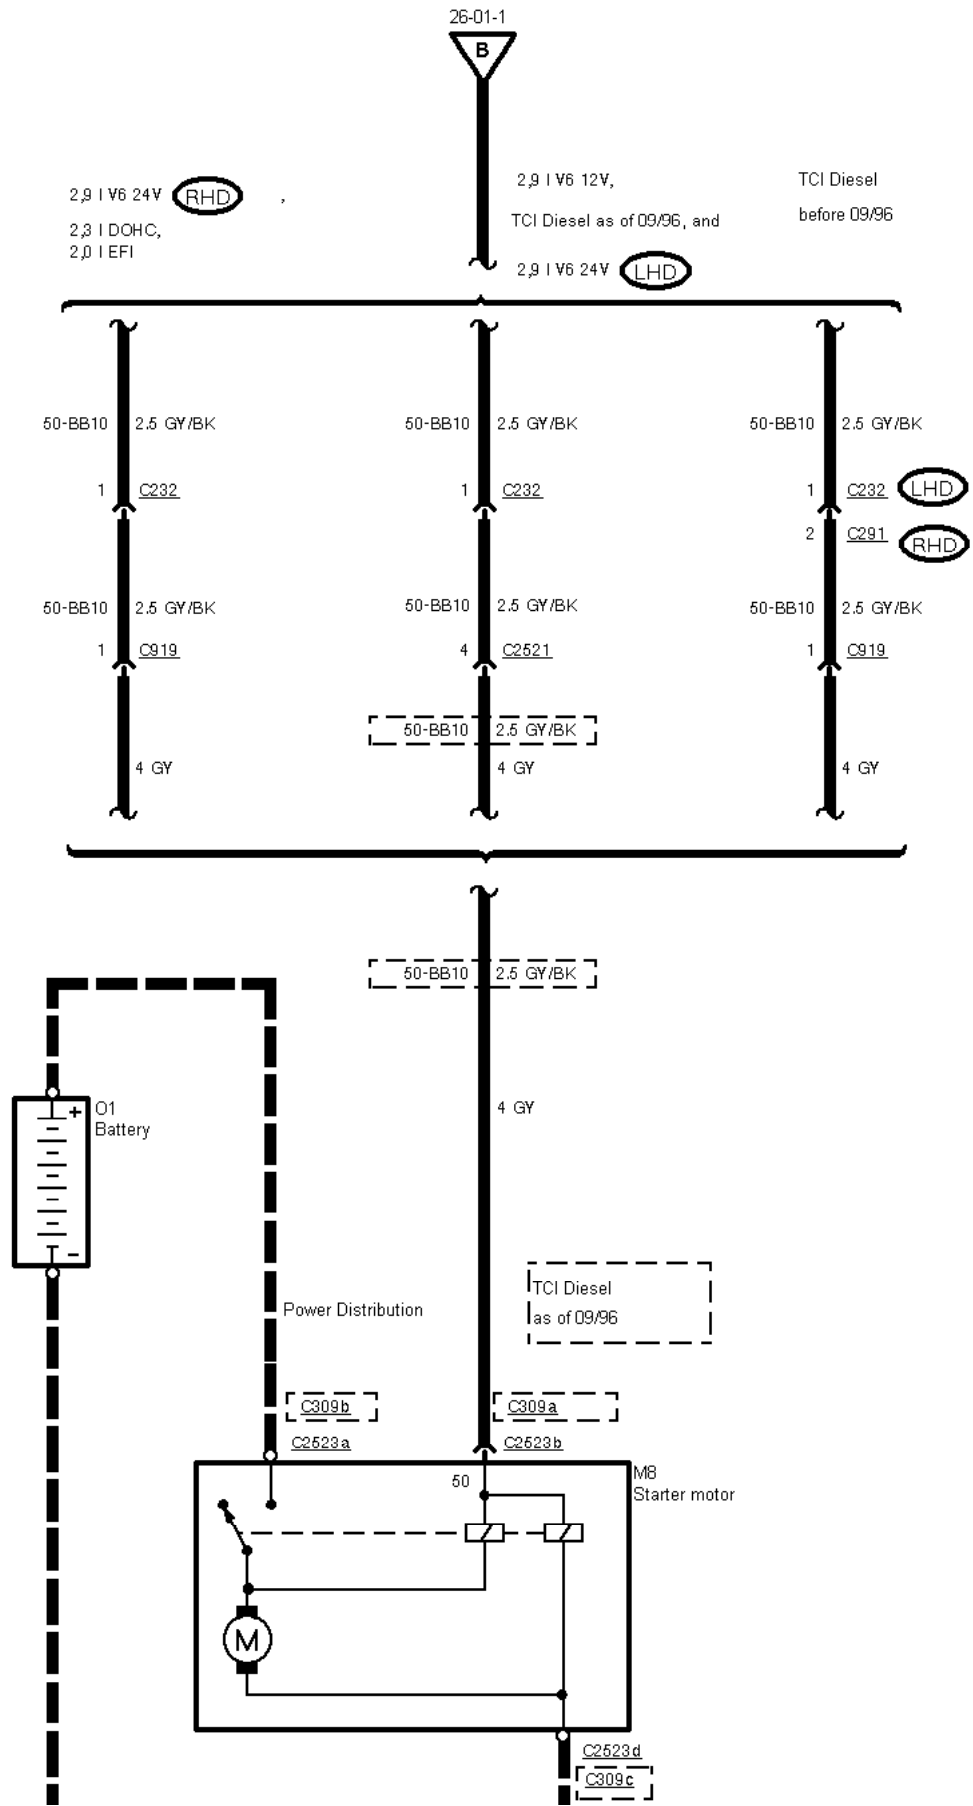 26-01-1
B
2,9 l V6 24V RHD ,
2,3 l DOHC,
2,0 l EFI
2,9 l V6 12V,
TCI Diesel as of 09/96, and
2,9 l V6 24V LHD
TCI Diesel
before 09/96
50-BB10 2.5 GY/BK
50-BB10 2.5 GY/BK
50-BB10 2.5 GY/BK
1 C232
1 C232
1 C232 LHD
2 C291 RHD
50-BB10 2.5 GY/BK
50-BB10 2.5 GY/BK
50-BB10 2.5 GY/BK
1 C919
4 C2521
1 C919
50-BB10 2.5 GY/BK
4 GY
4 GY
4 GY
50-BB10 2.5 GY/BK
+ 01
Battery
-
4 GY
TCI Diesel
as of 09/96
Power Distribution
C309b
C309a
C2523a
C2523b
50
M8
Starter motor
M
C2523d
C309c